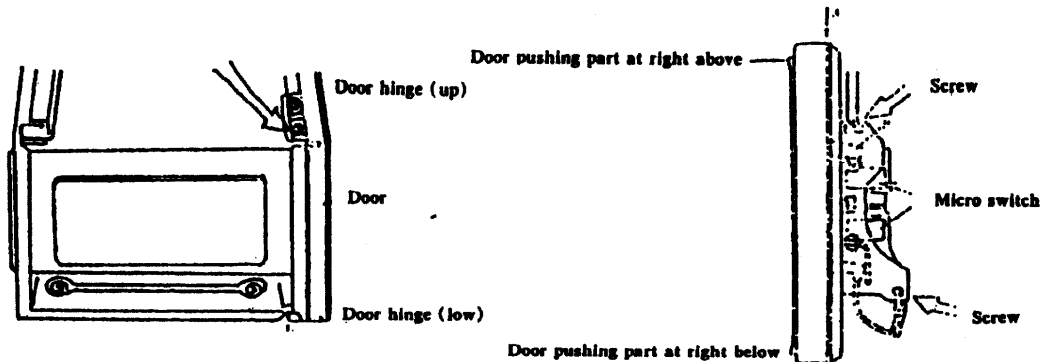 Door hinge (up)
Door
Door hinge (low)
Door pushing part at right above
Screw
Micro switch
Screw
Door pushing part at right below